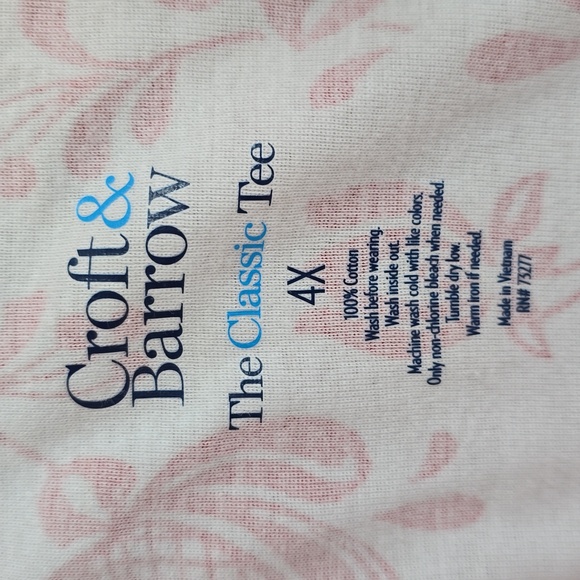 Croft &
Barrow
The Classic Tee
4X
100% Cotton
Wash before wearing.
Wash inside out.
Machine wast cold with like colors.
Only non-chlorine bleach when needed.
Tumble dry low.
Warm iron if needed.
Made in Vietnam
RN# 73277